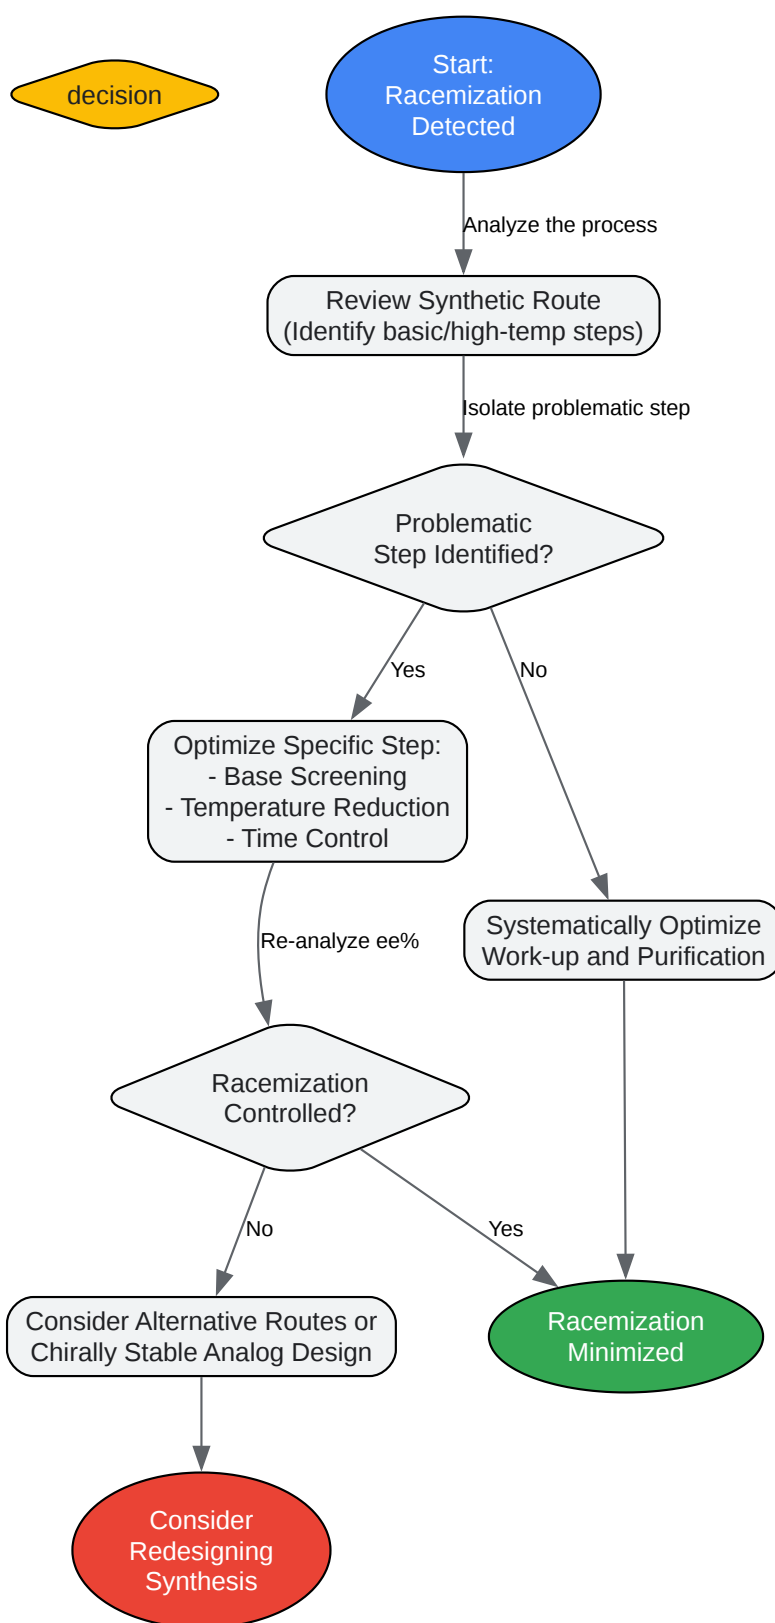 decision
Start:
Racemization
Detected
Analyze the process
Review Synthetic Route
(Identify basic/high-temp steps)
Isolate problematic step
Problematic
Step Identified?
Yes
No
Optimize Specific Step:
- Base Screening
- Temperature Reduction
- Time Control
Systematically Optimize
Work-up and Purification
Re-analyze ee%
Racemization
Controlled?
No
Yes
Consider Alternative Routes or
Chirally Stable Analog Design
Racemization
Minimized
Consider
Redesigning
Synthesis